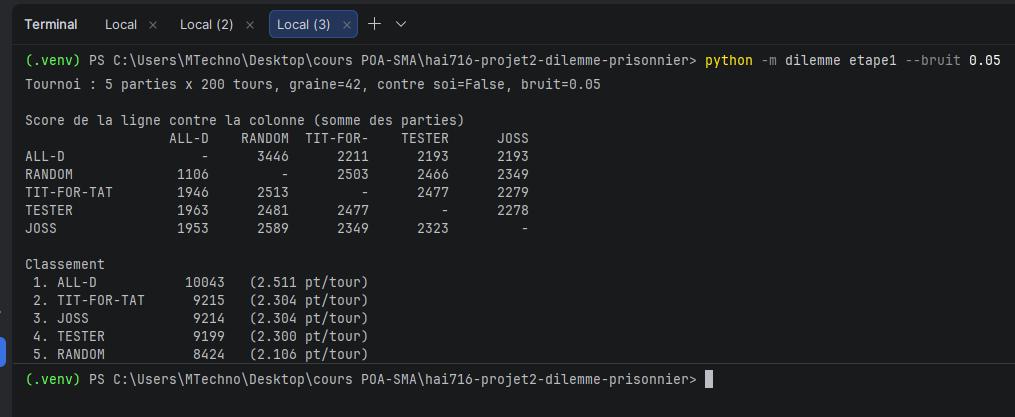 Terminal Local × Local (2) × Local (3) ×
(.venv) PS C:\Users\MTechno\Desktop\cours POA-SMA\hai716-projet2-dilemme-prisonnier> python -m dilemme etape1 --bruit 0.05
Tournoi : 5 parties x 200 tours, graine=42, contre soi=False, bruit=0.05
Score de la ligne contre la colonne (somme des parties)
ALL-D RANDOM TIT-FOR- TESTER JOSS
ALL-D - 3446 2211 2193 2193
RANDOM 1106 - 2503 2466 2349
TIT-FOR-TAT 1946 2513 - 2477 2279
TESTER 1963 2481 2477 - 2278
JOSS 1953 2589 2349 2323 -
Classement
1. ALL-D 10043 (2.511 pt/tour)
2. TIT-FOR-TAT 9215 (2.304 pt/tour)
3. JOSS 9214 (2.304 pt/tour)
4. TESTER 9199 (2.300 pt/tour)
5. RANDOM 8424 (2.106 pt/tour)
(.venv) PS C:\Users\MTechno\Desktop\cours POA-SMA\hai716-projet2-dilemme-prisonnier>